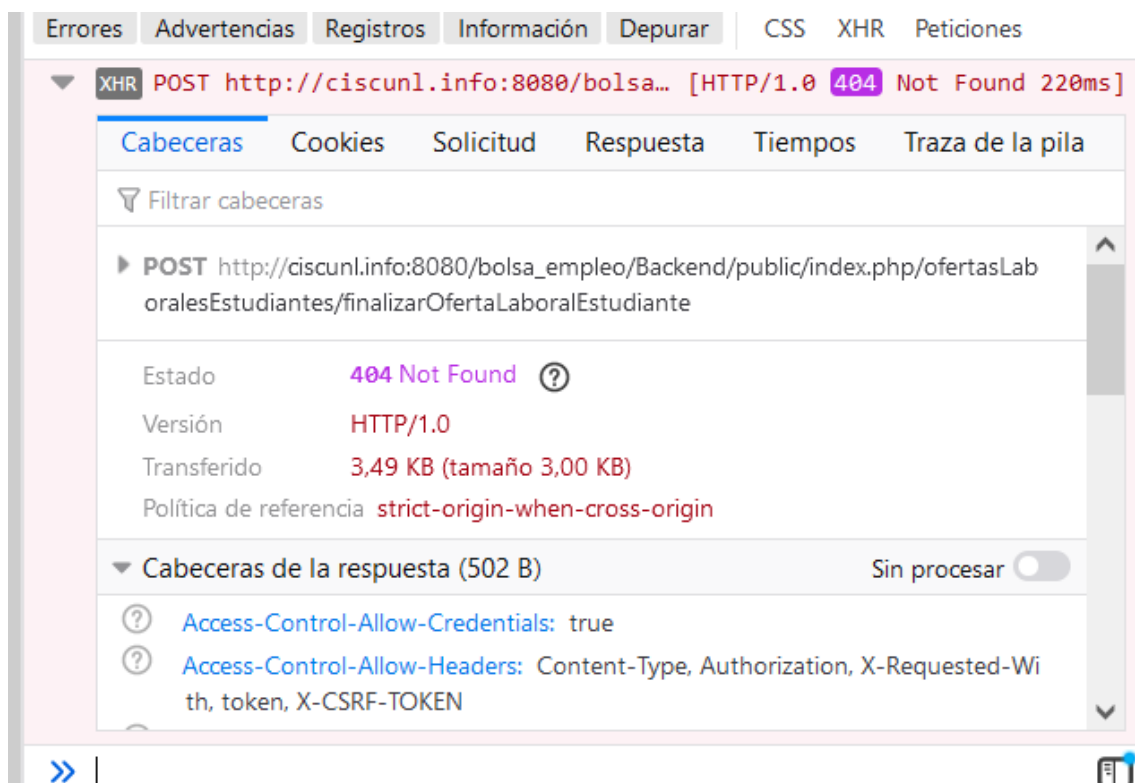 Errores Advertencias Registros Información Depurar CSS XHR Peticiones
XHR POST http://ciscunl.info:8080/bolsa… [HTTP/1.0 404 Not Found 220ms]
Cabeceras Cookies Solicitud Respuesta Tiempos Traza de la pila
Filtrar cabeceras
POST http://ciscunl.info:8080/bolsa_empleo/Backend/public/index.php/ofertasLab
oralesEstudiantes/finalizarOfertaLaboralEstudiante
Estado 404 Not Found ?
Versión HTTP/1.0
Transferido 3,49 KB (tamaño 3,00 KB)
Política de referencia strict-origin-when-cross-origin
Cabeceras de la respuesta (502 B) Sin procesar
? Access-Control-Allow-Credentials: true
? Access-Control-Allow-Headers: Content-Type, Authorization, X-Requested-Wi
th, token, X-CSRF-TOKEN